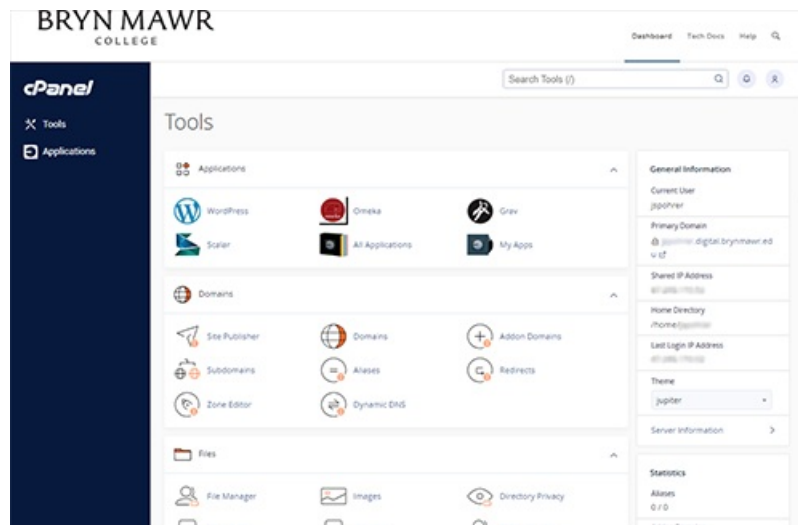 BRYN MAWR
COLLEGE
Dashboard Tech Docs Help
cPanel
Search Tools (/)
Tools
Applications
Tools
Applications
WordPress Omeka Grav
Scalar All Applications My Apps
Domains
Site Publisher Domains Addon Domains
Subdomains Aliases Redirects
Zone Editor Dynamic DNS
Files
File Manager Images Directory Privacy
General Information
Current User
jspohrer
Primary Domain
.digital.brynmawr.ed
u
Shared IP Address
Home Directory
/home/
Last Login IP Address
Theme
jupiter
Server Information
Statistics
Aliases
0 / 0